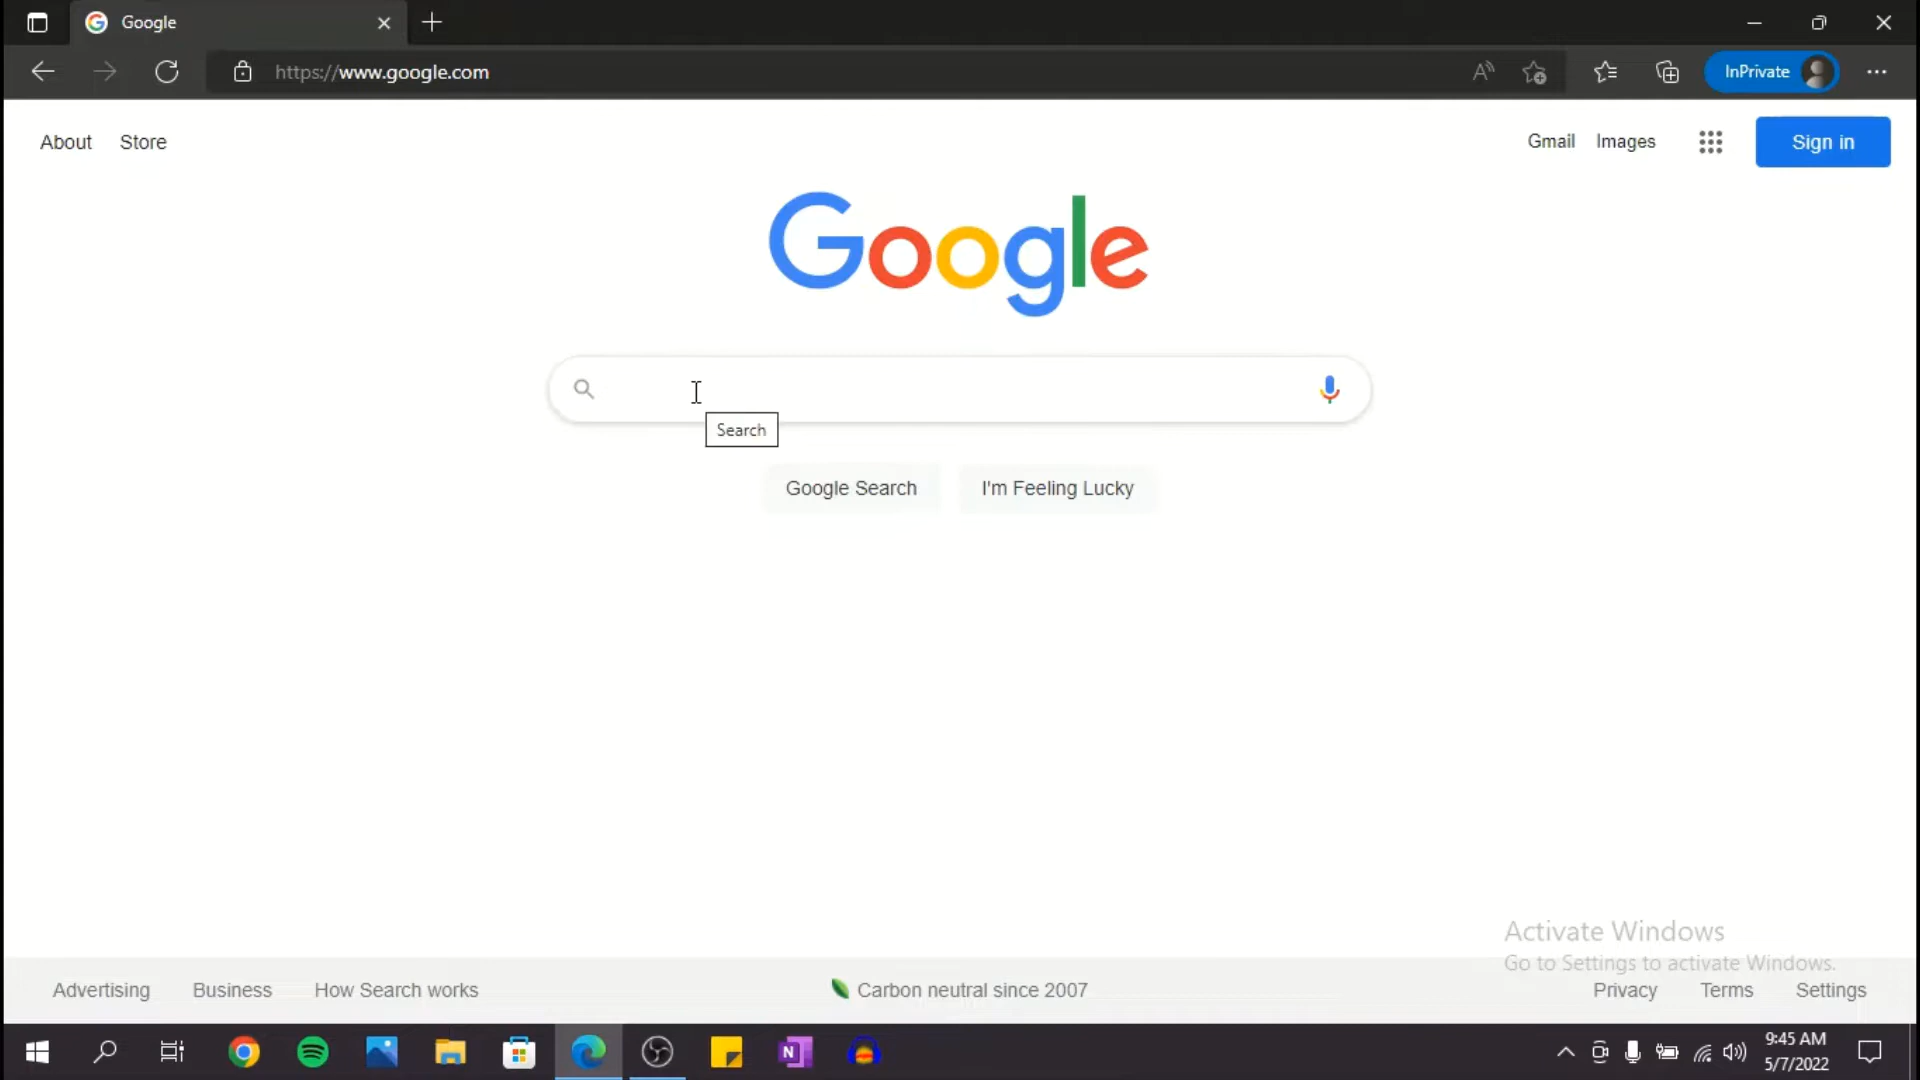 Google
https://www.google.com
InPrivate
About Store
Gmail Images
Sign in
Google
Search
Google Search
I'm Feeling Lucky
Activate Windows
Go to Settings to activate Windows.
Advertising Business How Search works
Carbon neutral since 2007
Privacy Terms Settings
9:45 AM
5/7/2022